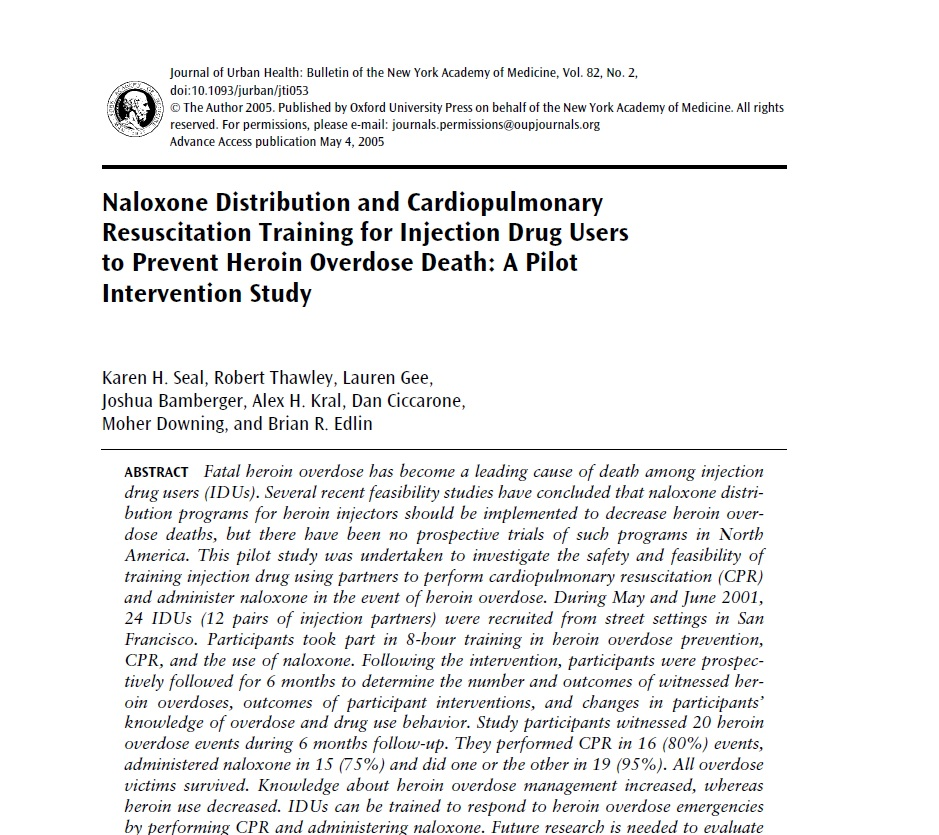 Journal of Urban Health: Bulletin of the New York Academy of Medicine, Vol. 82, No. 2,
doi:10.1093/jurban/jti053
© The Author 2005. Published by Oxford University Press on behalf of the New York Academy of Medicine. All rights
reserved. For permissions, please e-mail: journals.permissions@oupjournals.org
Advance Access publication May 4, 2005
Naloxone Distribution and Cardiopulmonary
Resuscitation Training for Injection Drug Users
to Prevent Heroin Overdose Death: A Pilot
Intervention Study
Karen H. Seal, Robert Thawley, Lauren Gee,
Joshua Bamberger, Alex H. Kral, Dan Ciccarone,
Moher Downing, and Brian R. Edlin
ABSTRACT Fatal heroin overdose has become a leading cause of death among injection
drug users (IDUs). Several recent feasibility studies have concluded that naloxone distri-
bution programs for heroin injectors should be implemented to decrease heroin over-
dose deaths, but there have been no prospective trials of such programs in North
America. This pilot study was undertaken to investigate the safety and feasibility of
training injection drug using partners to perform cardiopulmonary resuscitation (CPR)
and administer naloxone in the event of heroin overdose. During May and June 2001,
24 IDUs (12 pairs of injection partners) were recruited from street settings in San
Francisco. Participants took part in 8-hour training in heroin overdose prevention,
CPR, and the use of naloxone. Following the intervention, participants were prospec-
tively followed for 6 months to determine the number and outcomes of witnessed her-
oin overdoses, outcomes of participant interventions, and changes in participants'
knowledge of overdose and drug use behavior. Study participants witnessed 20 heroin
overdose events during 6 months follow-up. They performed CPR in 16 (80%) events,
administered naloxone in 15 (75%) and did one or the other in 19 (95%). All overdose
victims survived. Knowledge about heroin overdose management increased, whereas
heroin use decreased. IDUs can be trained to respond to heroin overdose emergencies
by performing CPR and administering naloxone. Future research is needed to evaluate